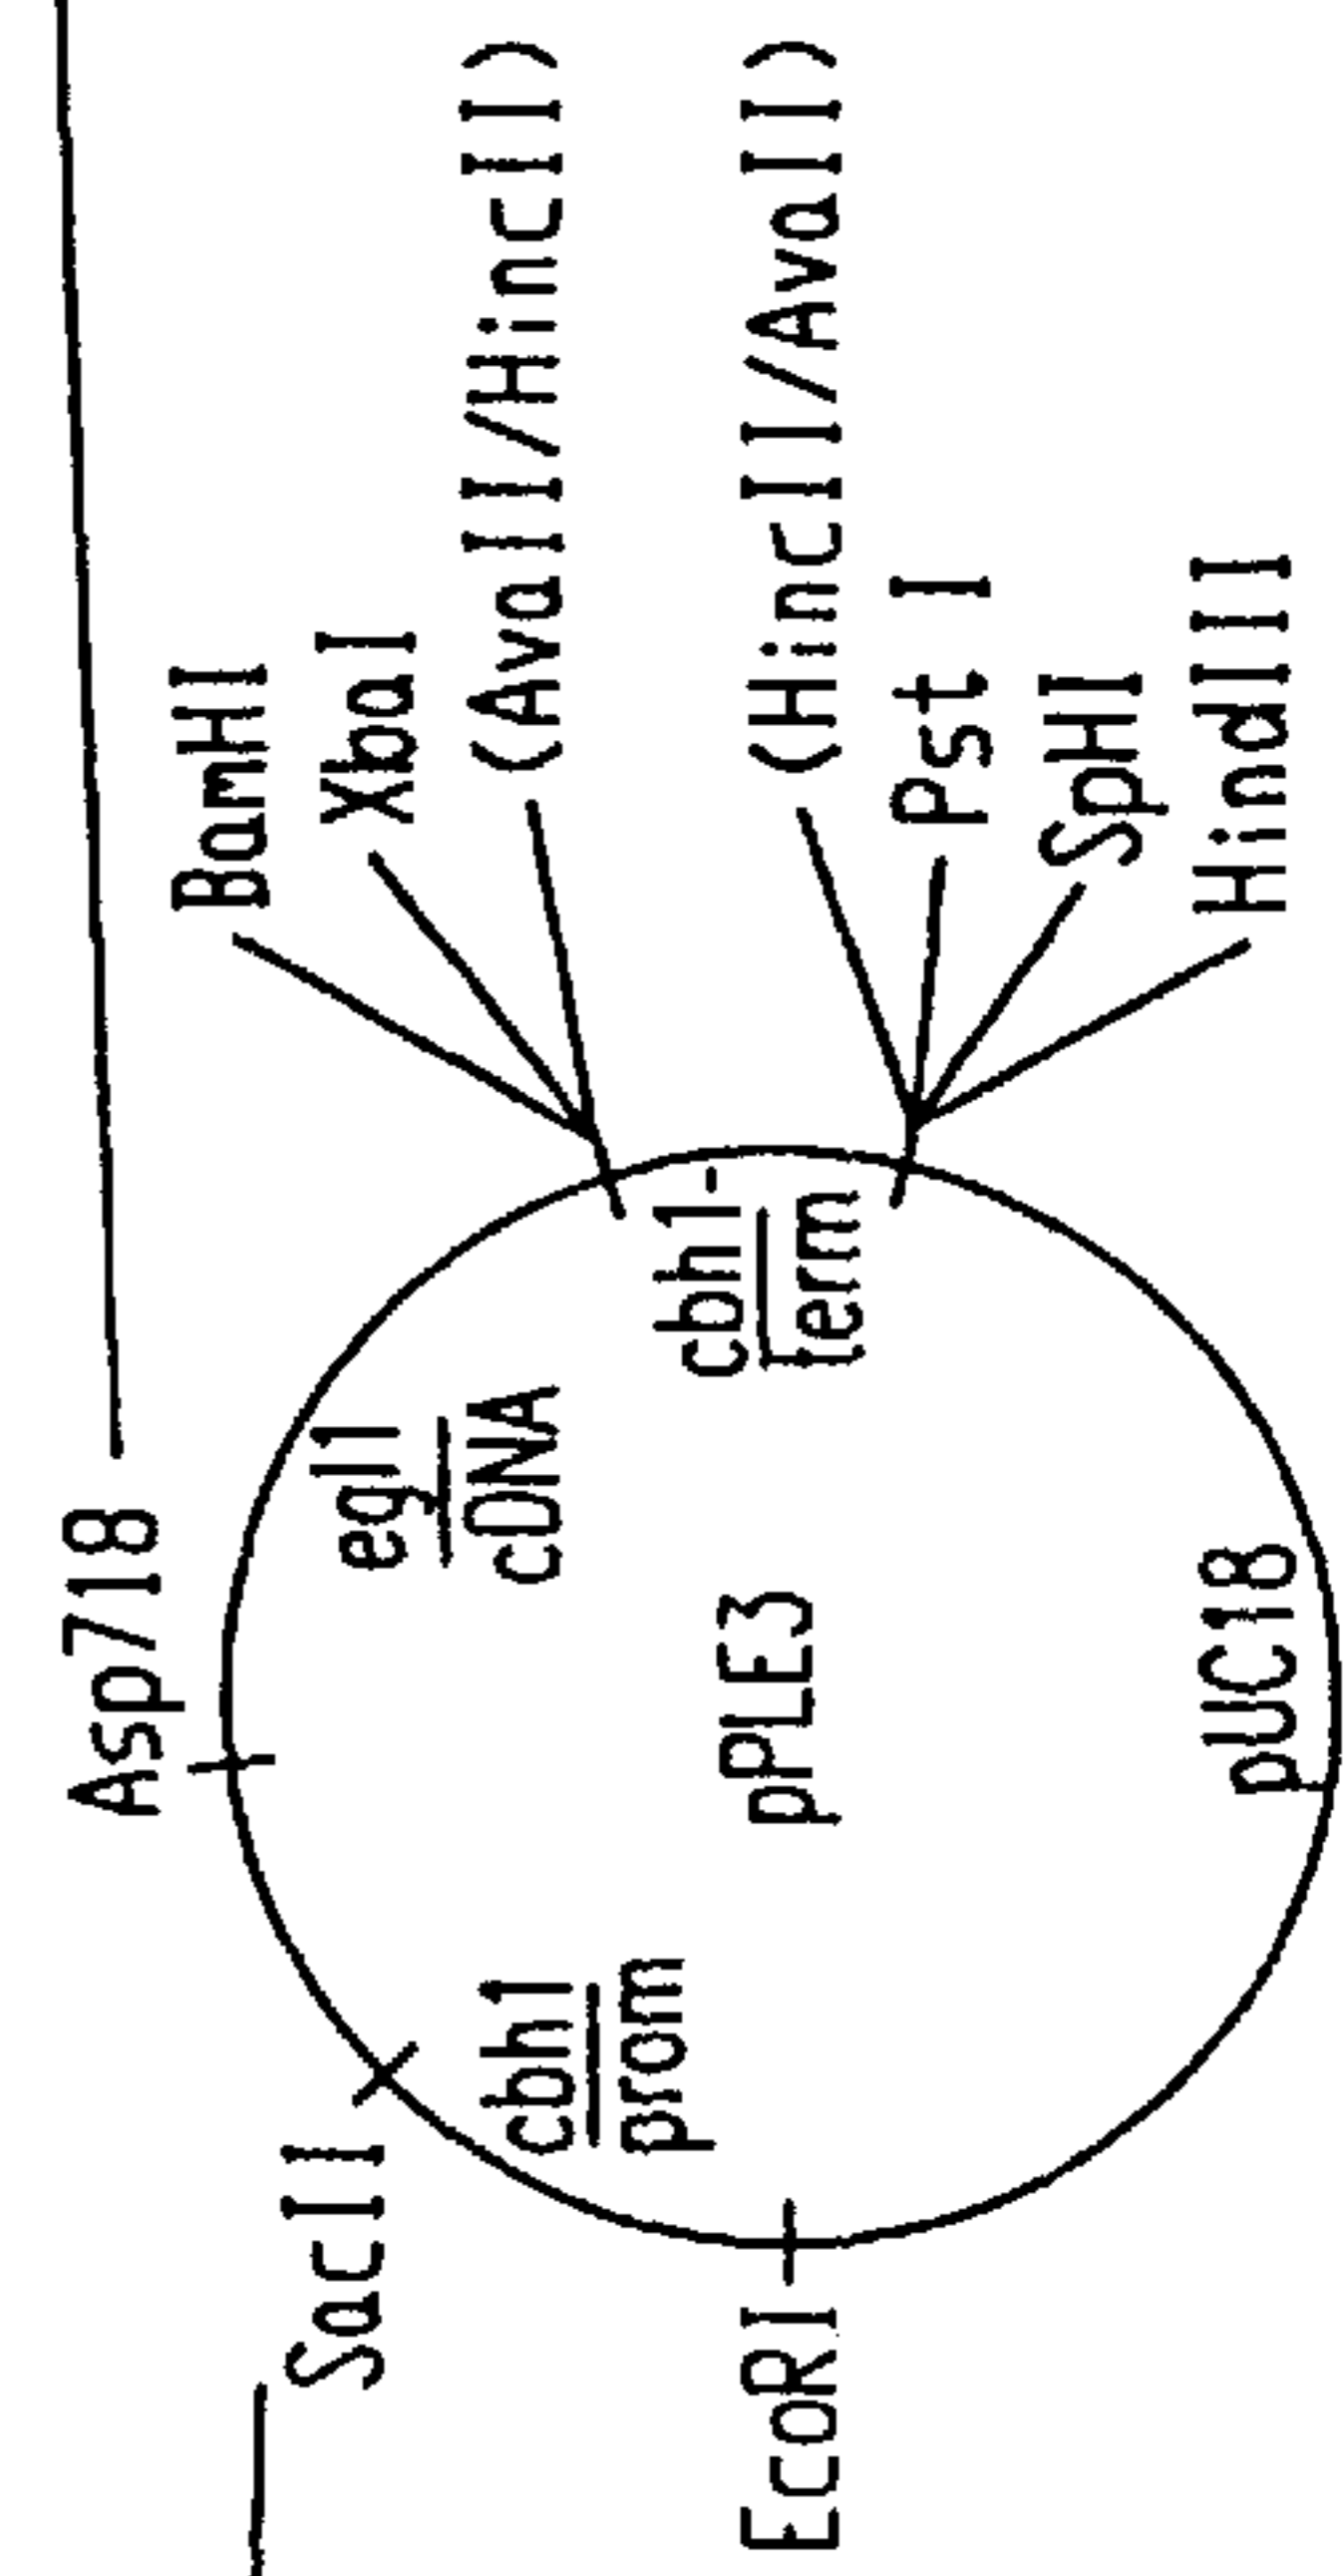 Asp718
SacII
EcoRI
BamHI
XbaI
(AvaII/HincII)
(HincII/AvaII)
Pst I
SpHI
HindIII
egl1
cDNA
cbh1
prom
cbh1-
term
pPLE3
pUC18